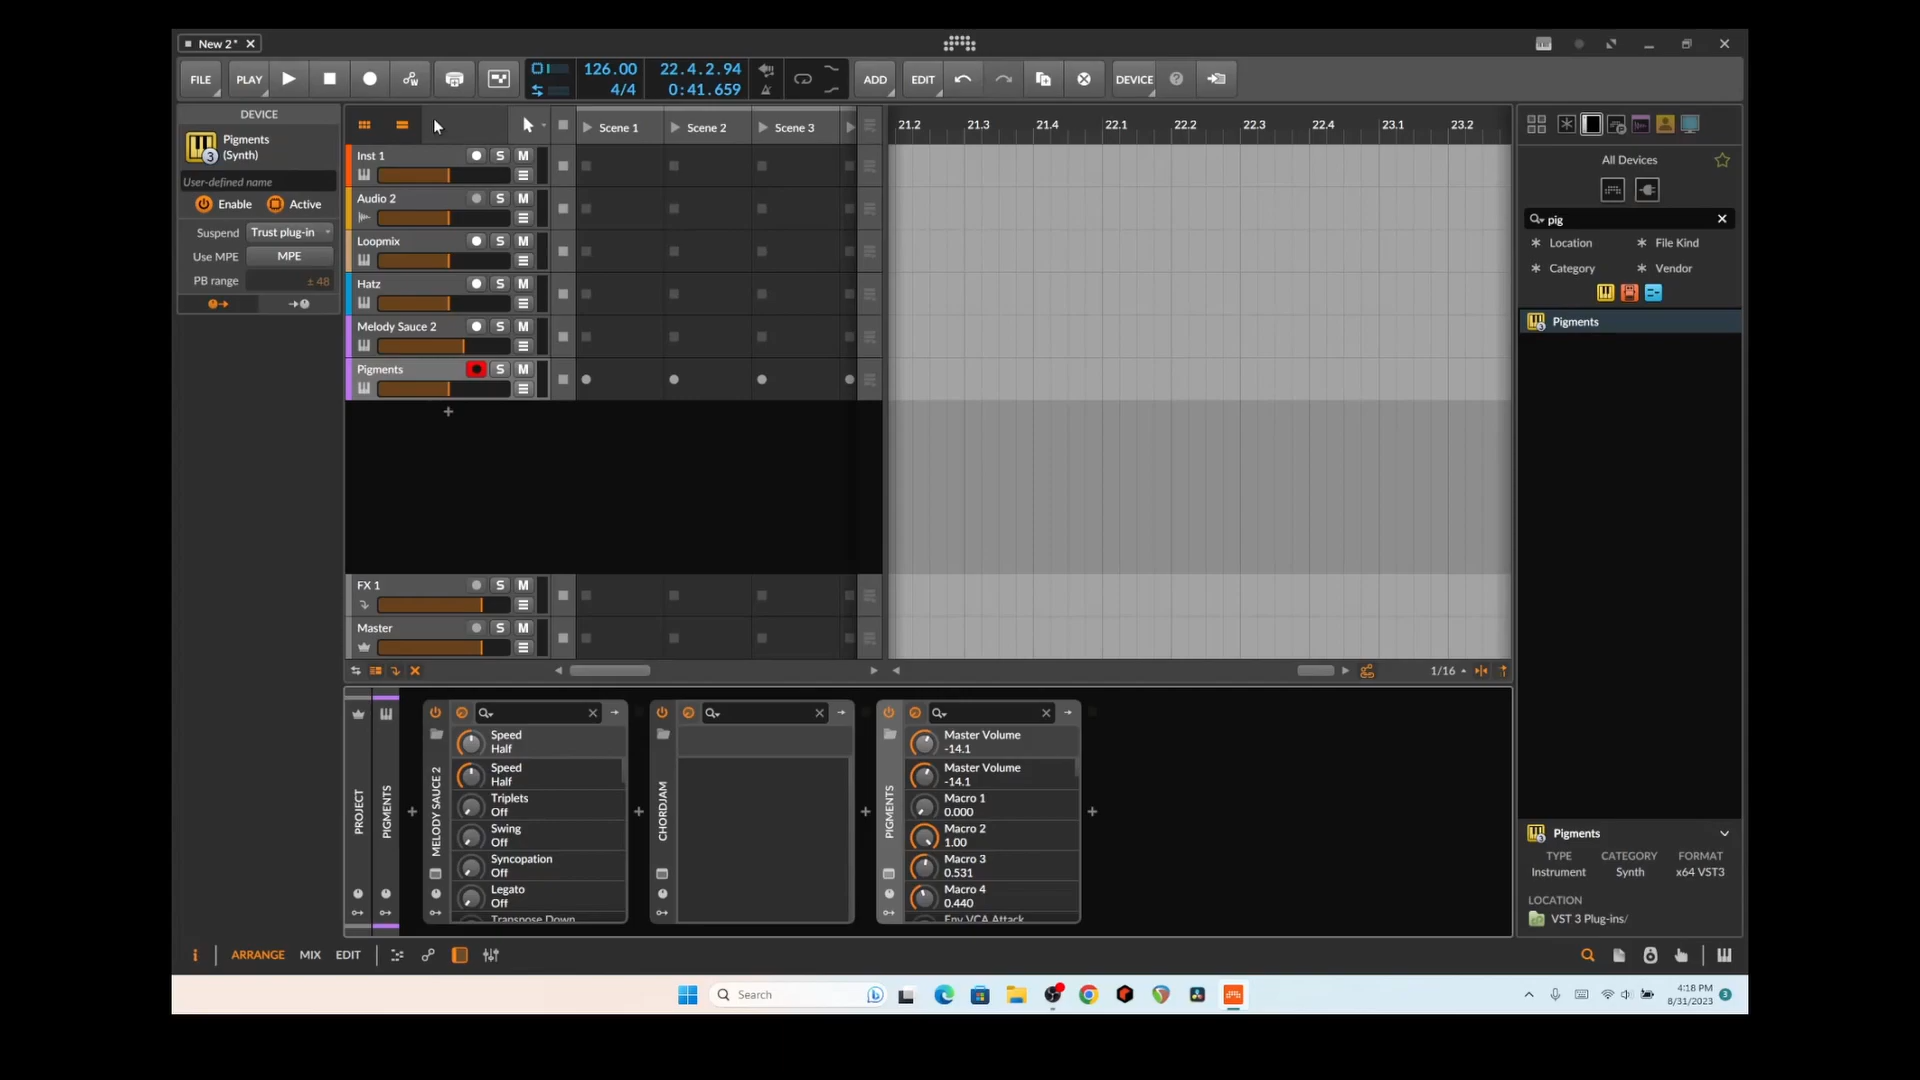 New 2*
FILE PLAY 126.00 4/4 22.4.2.94 0:41.659 ADD EDIT DEVICE
DEVICE
Pigments
(Synth)
User-defined name
Enable Active
Suspend Trust plug-in
Use MPE MPE
PB range ± 48
Scene 1 Scene 2 Scene 3
21.2 21.3 21.4 22.1 22.2 22.3 22.4 23.1 23.2
Inst 1 S M
Audio 2 S M
Loopmix S M
Hatz S M
Melody Sauce 2 S M
Pigments S M
+
FX 1 S M
Master S M
1/16
All Devices
pig
Location File Kind
Category Vendor
Pigments
Pigments
TYPE CATEGORY FORMAT
Instrument Synth x64 VST3
LOCATION
VST 3 Plug-ins/
PROJECT
PIGMENTS
MELODY SAUCE 2
Speed
Half
Speed
Half
Triplets
Off
Swing
Off
Syncopation
Off
Legato
Off
Transpose Down
CHORDJAM
PIGMENTS
Master Volume
-14.1
Master Volume
-14.1
Macro 1
0.000
Macro 2
1.00
Macro 3
0.531
Macro 4
0.440
Env VCA Attack
i ARRANGE MIX EDIT
Search
4:18 PM
8/31/2023
3